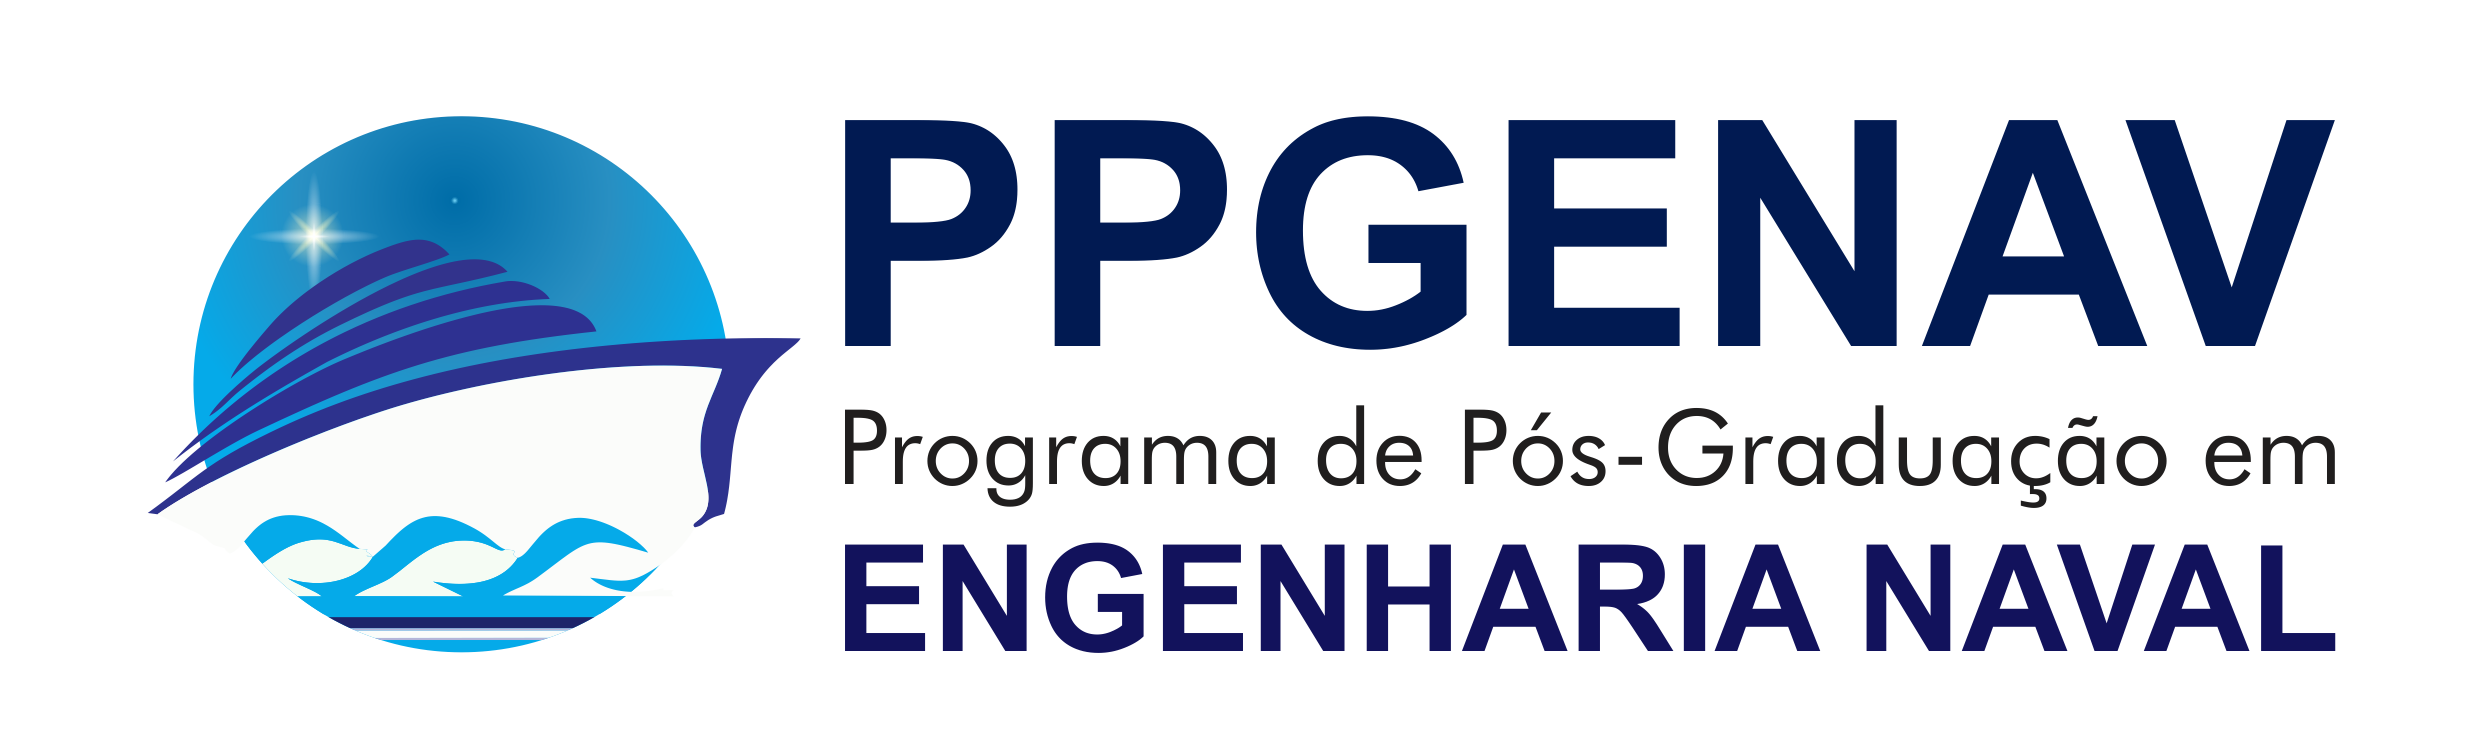 PPGENAV
Programa de Pós-Graduação em
ENGENHARIA NAVAL